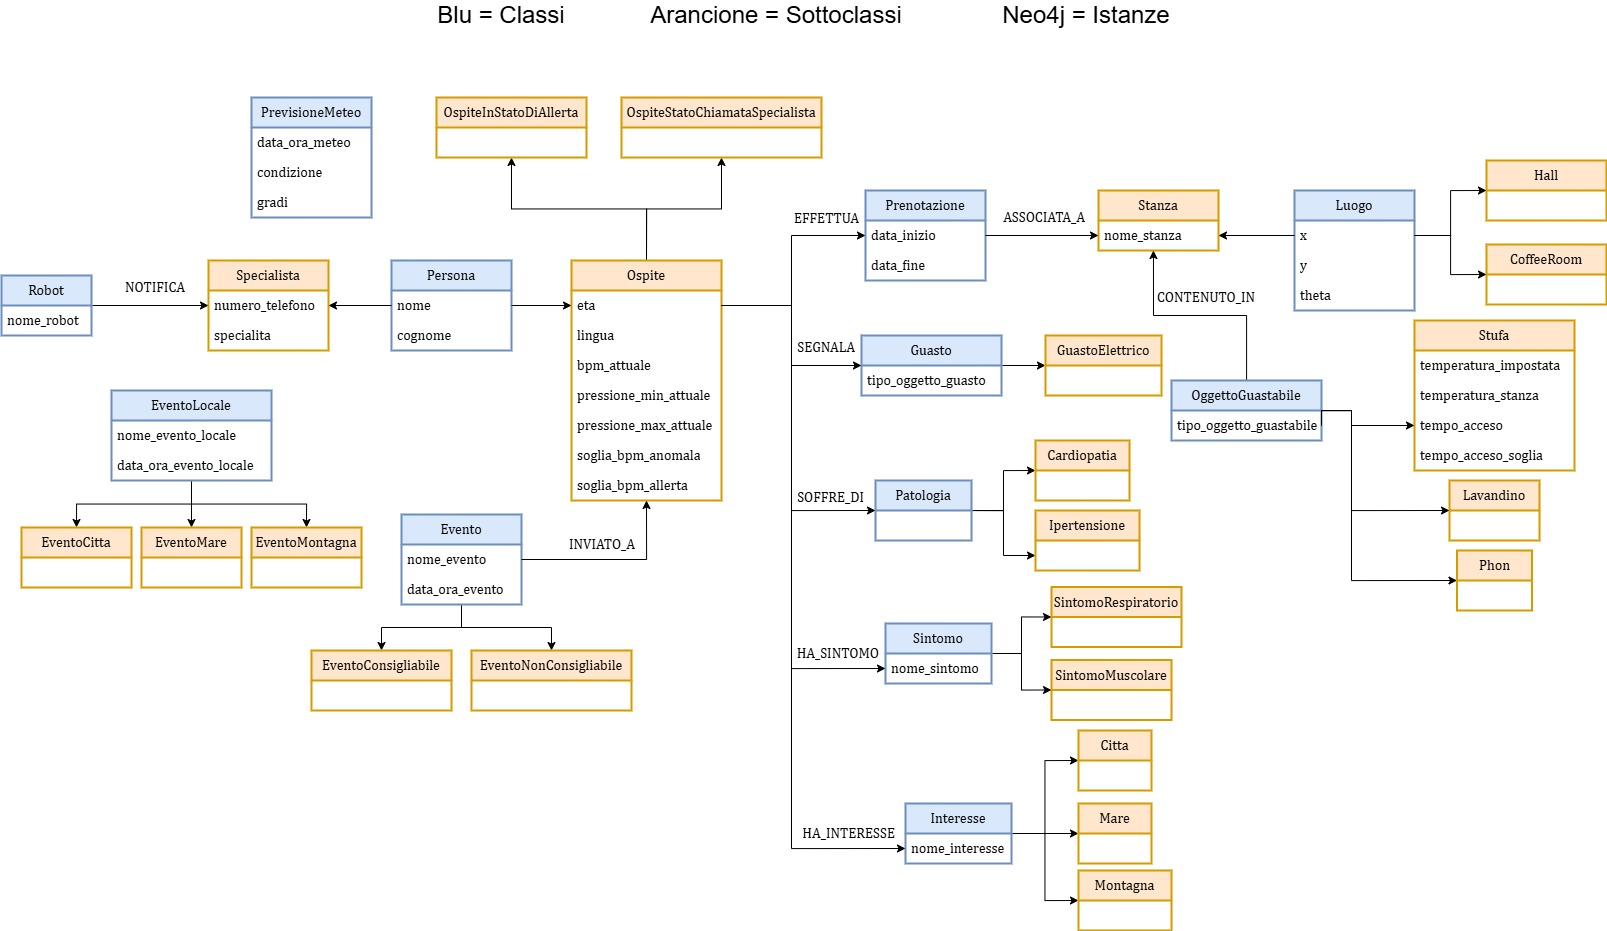 Blu = Classi Arancione = Sottoclassi Neo4j = Istanze
PrevisioneMeteo
data_ora_meteo
condizione
gradi
OspiteInStatoDiAllerta
OspiteStatoChiamataSpecialista
Robot
nome_robot
NOTIFICA
Specialista
numero_telefono
specialita
Persona
nome
cognome
Ospite
eta
lingua
bpm_attuale
pressione_min_attuale
pressione_max_attuale
soglia_bpm_anomala
soglia_bpm_allerta
EFFETTUA
Prenotazione
data_inizio
data_fine
ASSOCIATA_A
Stanza
nome_stanza
Luogo
x
y
theta
Hall
CoffeeRoom
CONTENUTO_IN
SEGNALA
Guasto
tipo_oggetto_guasto
GuastoElettrico
OggettoGuastabile
tipo_oggetto_guastabile
Stufa
temperatura_impostata
temperatura_stanza
tempo_acceso
tempo_acceso_soglia
Lavandino
Phon
EventoLocale
nome_evento_locale
data_ora_evento_locale
EventoCitta
EventoMare
EventoMontagna
Evento
nome_evento
data_ora_evento
INVIATO_A
EventoConsigliabile
EventoNonConsigliabile
SOFFRE_DI
Patologia
Cardiopatia
Ipertensione
HA_SINTOMO
Sintomo
nome_sintomo
SintomoRespiratorio
SintomoMuscolare
HA_INTERESSE
Interesse
nome_interesse
Citta
Mare
Montagna